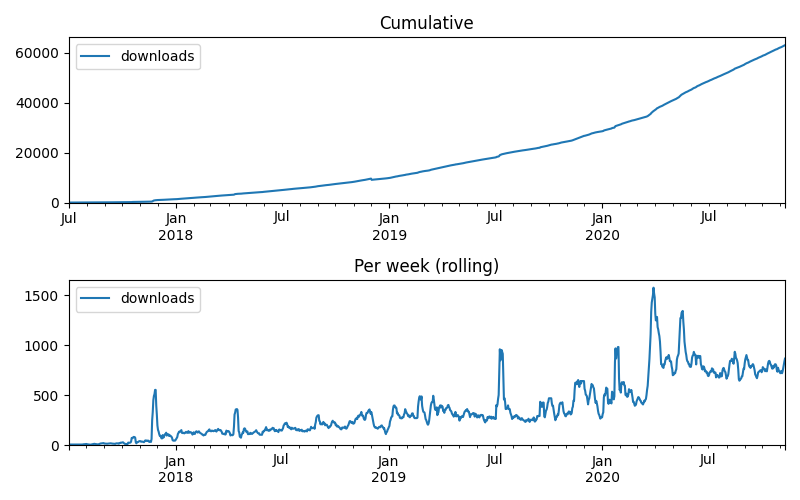 Cumulative
downloads
60000
40000
20000
0
Jul Jan Jul Jan Jul Jan Jul
2018 2019 2020
Per week (rolling)
downloads
1500
1000
500
0
Jan Jul Jan Jul Jan Jul
2018 2019 2020